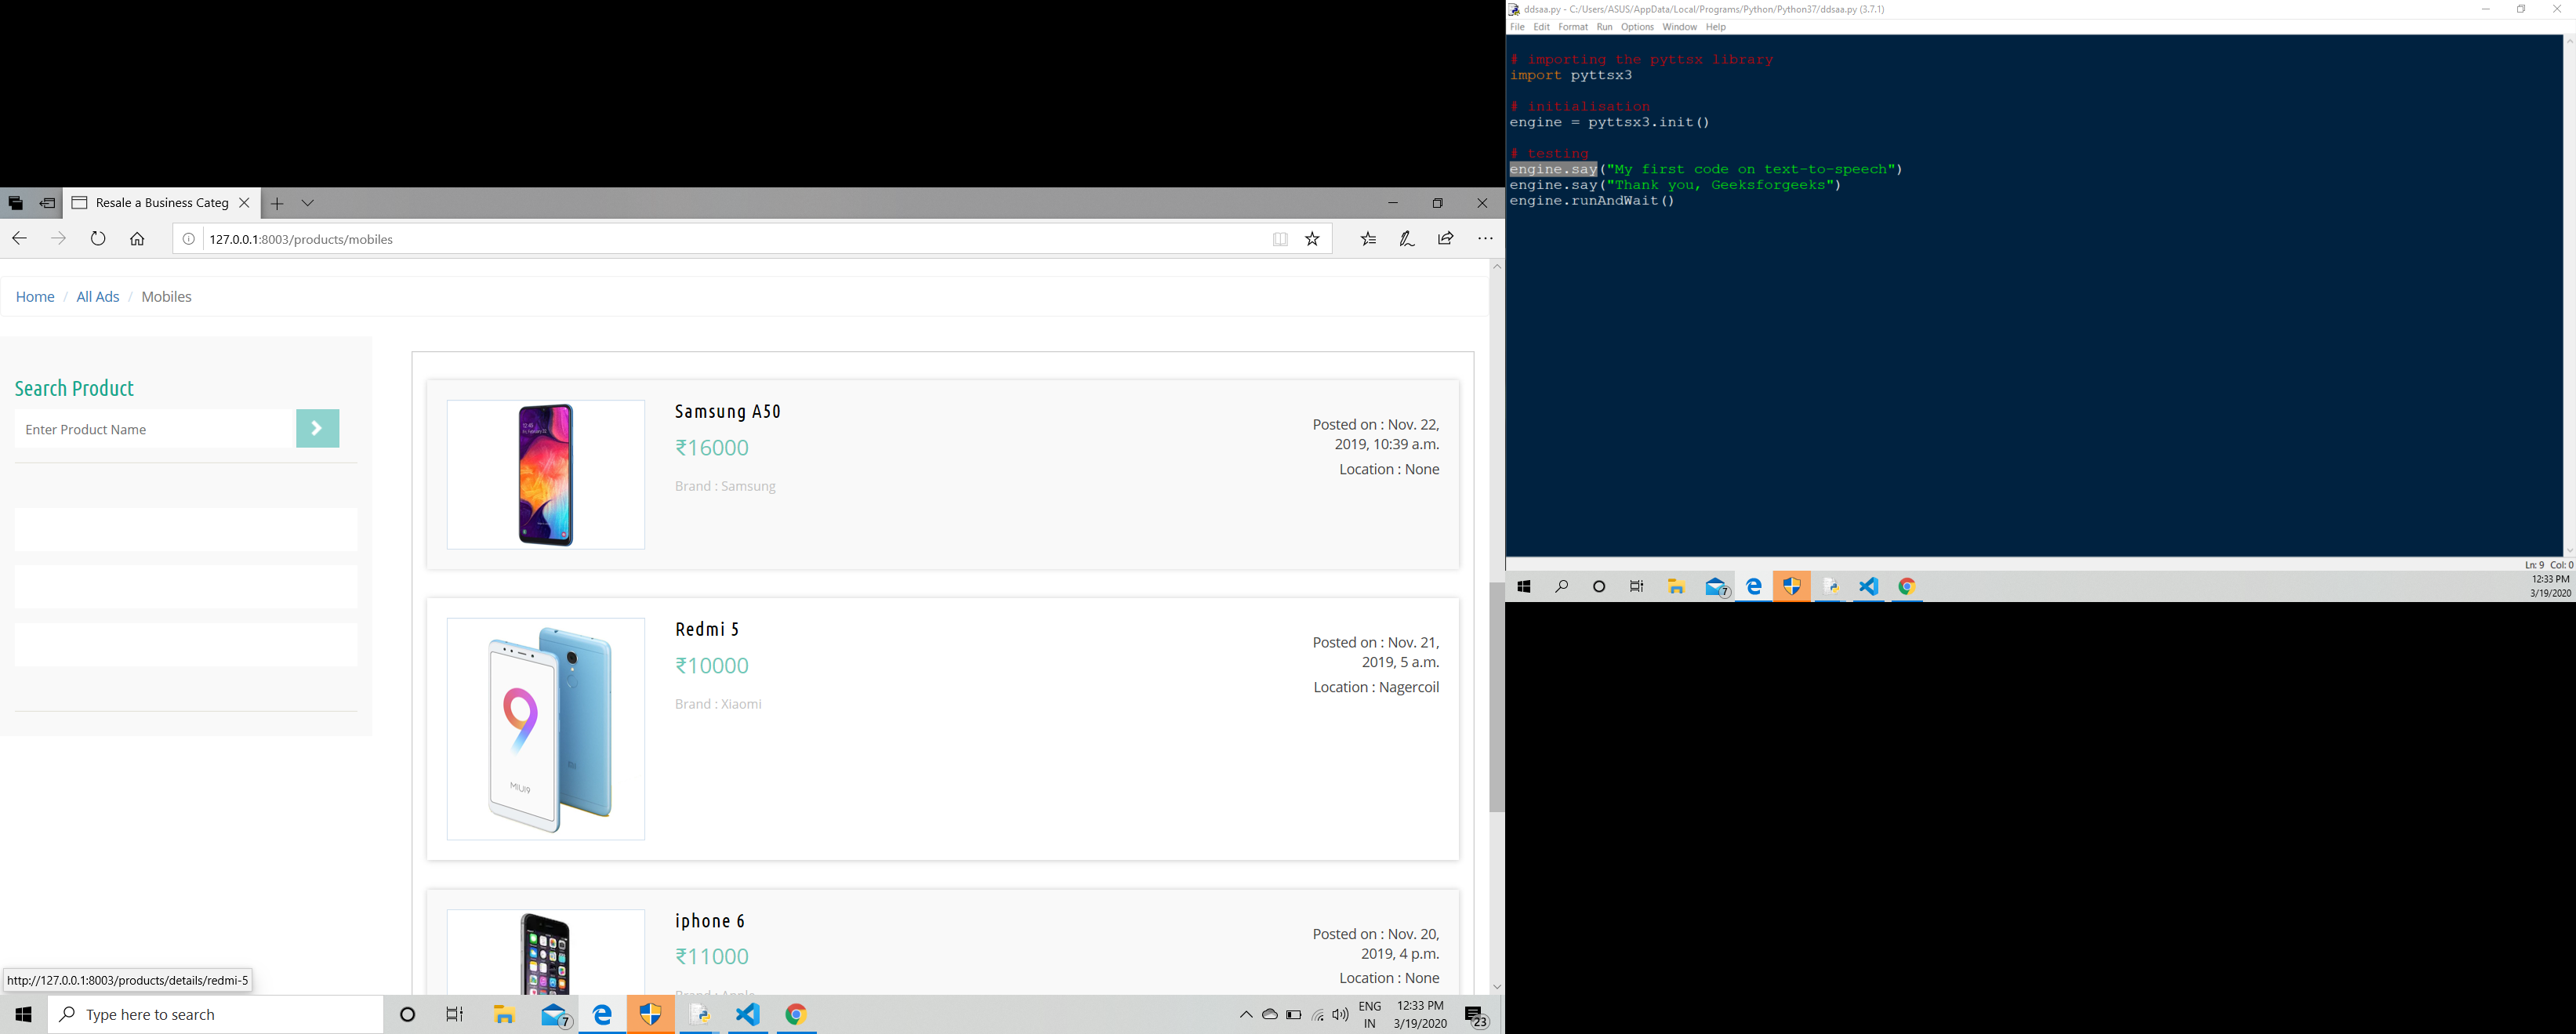 Resale a Business Categ
127.0.0.1:8003/products/mobiles
Home / All Ads / Mobiles
Search Product
Enter Product Name
Samsung A50
₹16000
Brand : Samsung
Posted on : Nov. 22,
2019, 10:39 a.m.
Location : None
Redmi 5
₹10000
Brand : Xiaomi
Posted on : Nov. 21,
2019, 5 a.m.
Location : Nagercoil
9
MIUI9
iphone 6
₹11000
Brand : Apple
Posted on : Nov. 20,
2019, 4 p.m.
Location : None
http://127.0.0.1:8003/products/details/redmi-5
Type here to search
7
ENG
IN
12:33 PM
3/19/2020
23
ddsaa.py - C:/Users/ASUS/AppData/Local/Programs/Python/Python37/ddsaa.py (3.7.1)
File Edit Format Run Options Window Help
# importing the pyttsx library
import pyttsx3
# initialisation
engine = pyttsx3.init()
# testing
engine.say("My first code on text-to-speech")
engine.say("Thank you, Geeksforgeeks")
engine.runAndWait()
Ln: 9 Col: 0
7
12:33 PM
3/19/2020